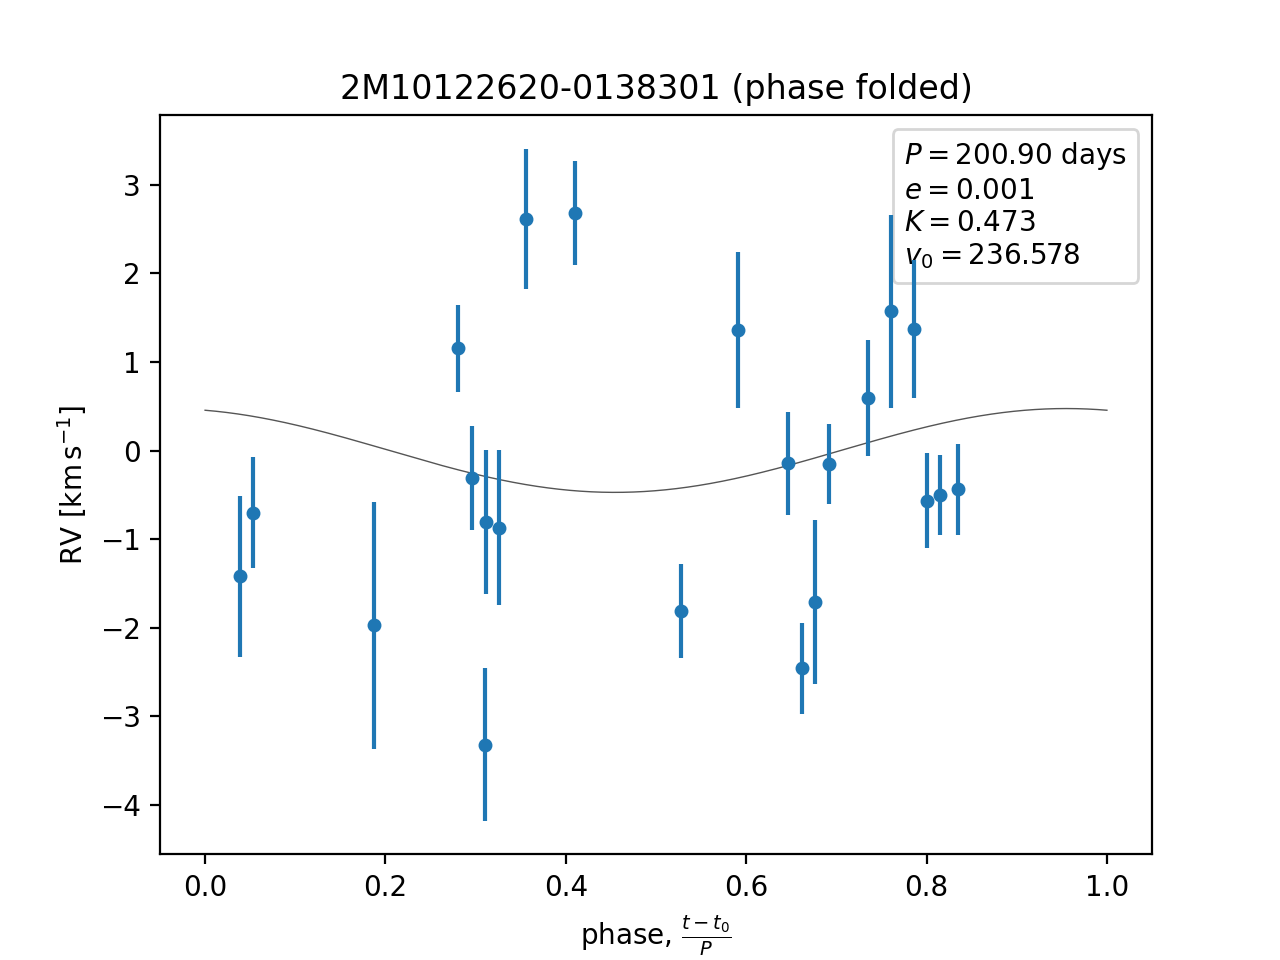 2M10122620-0138301 (phase folded)
P = 200.90 days
e = 0.001
K = 0.473
v₀ = 236.578
3
2
1
0
−1
−2
−3
−4
RV [km s⁻¹]
0.0 0.2 0.4 0.6 0.8 1.0
phase, (t − t₀)/P